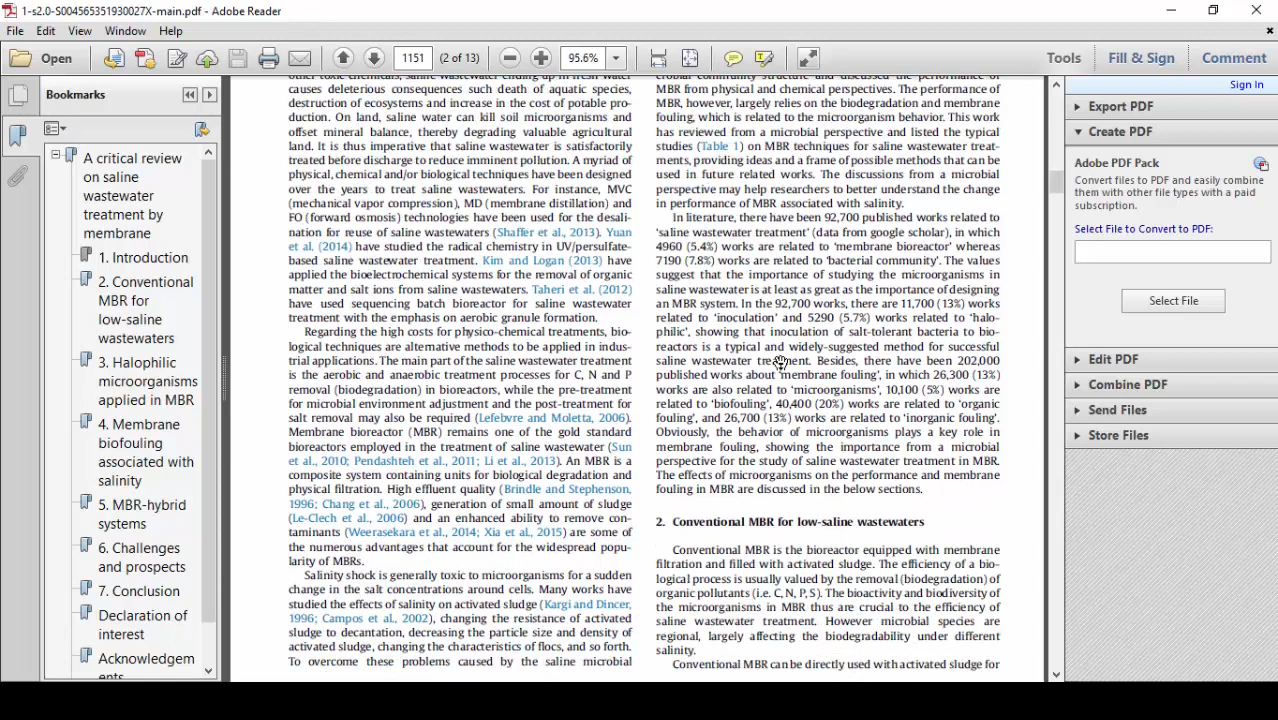 1-s2.0-S004565351930027X-main.pdf - Adobe Reader
File Edit View Window Help
Open
1151 (2 of 13)
95.6%
Tools Fill & Sign Comment
Bookmarks
A critical review
on saline
wastewater
treatment by
membrane
1. Introduction
2. Conventional
MBR for
low-saline
wastewaters
3. Halophilic
microorganisms
applied in MBR
4. Membrane
biofouling
associated with
salinity
5. MBR-hybrid
systems
6. Challenges
and prospects
7. Conclusion
Declaration of
interest
Acknowledgem
ents
other toxic chemicals, saline wastewater ending up in fresh water
causes deleterious consequences such death of aquatic species,
destruction of ecosystems and increase in the cost of potable pro-
duction. On land, saline water can kill soil microorganisms and
offset mineral balance, thereby degrading valuable agricultural
land. It is thus imperative that saline wastewater is satisfactorily
treated before discharge to reduce imminent pollution. A myriad of
physical, chemical and/or biological techniques have been designed
over the years to treat saline wastewaters. For instance, MVC
(mechanical vapor compression), MD (membrane distillation) and
FO (forward osmosis) technologies have been used for the desali-
nation for reuse of saline wastewaters (Shaffer et al., 2013). Yuan
et al. (2014) have studied the radical chemistry in UV/persulfate-
based saline wastewater treatment. Kim and Logan (2013) have
applied the bioelectrochemical systems for the removal of organic
matter and salt ions from saline wastewaters. Taheri et al. (2012)
have used sequencing batch bioreactor for saline wastewater
treatment with the emphasis on aerobic granule formation.
Regarding the high costs for physico-chemical treatments, bio-
logical techniques are alternative methods to be applied in indus-
trial applications. The main part of the saline wastewater treatment
is the aerobic and anaerobic treatment processes for C, N and P
removal (biodegradation) in bioreactors, while the pre-treatment
for microbial environment adjustment and the post-treatment for
salt removal may also be required (Lefebvre and Moletta, 2006).
Membrane bioreactor (MBR) remains one of the gold standard
bioreactors employed in the treatment of saline wastewater (Sun
et al., 2010; Pendashteh et al., 2011; Li et al., 2013). An MBR is a
composite system containing units for biological degradation and
physical filtration. High effluent quality (Brindle and Stephenson,
1996; Chang et al., 2006), generation of small amount of sludge
(Le-Clech et al., 2006) and an enhanced ability to remove con-
taminants (Weerasekara et al., 2014; Xia et al., 2015) are some of
the numerous advantages that account for the widespread popu-
larity of MBRs.
Salinity shock is generally toxic to microorganisms for a sudden
change in the salt concentrations around cells. Many works have
studied the effects of salinity on activated sludge (Kargi and Dincer,
1996; Campos et al., 2002), changing the resistance of activated
sludge to decantation, decreasing the particle size and density of
activated sludge, changing the characteristics of flocs, and so forth.
To overcome these problems caused by the saline microbial
crobial community structure and discussed the performance of
MBR from physical and chemical perspectives. The performance of
MBR, however, largely relies on the biodegradation and membrane
fouling, which is related to the microorganism behavior. This work
has reviewed from a microbial perspective and listed the typical
studies (Table 1) on MBR techniques for saline wastewater treat-
ments, providing ideas and a frame of possible methods that can be
used in future related works. The discussions from a microbial
perspective may help researchers to better understand the change
in performance of MBR associated with salinity.
In literature, there have been 92,700 published works related to
'saline wastewater treatment' (data from google scholar), in which
4960 (5.4%) works are related to 'membrane bioreactor' whereas
7190 (7.8%) works are related to 'bacterial community'. The values
suggest that the importance of studying the microorganisms in
saline wastewater is at least as great as the importance of designing
an MBR system. In the 92,700 works, there are 11,700 (13%) works
related to 'inoculation' and 5290 (5.7%) works related to 'halo-
philic', showing that inoculation of salt-tolerant bacteria to bio-
reactors is a typical and widely-suggested method for successful
saline wastewater treatment. Besides, there have been 202,000
published works about 'membrane fouling', in which 26,300 (13%)
works are also related to 'microorganisms', 10,100 (5%) works are
related to 'biofouling', 40,400 (20%) works are related to 'organic
fouling', and 26,700 (13%) works are related to 'inorganic fouling'.
Obviously, the behavior of microorganisms plays a key role in
membrane fouling, showing the importance from a microbial
perspective for the study of saline wastewater treatment in MBR.
The effects of microorganisms on the performance and membrane
fouling in MBR are discussed in the below sections.
2. Conventional MBR for low-saline wastewaters
Conventional MBR is the bioreactor equipped with membrane
filtration and filled with activated sludge. The efficiency of a bio-
logical process is usually valued by the removal (biodegradation) of
organic pollutants (i.e. C, N, P, S). The bioactivity and biodiversity of
the microorganisms in MBR thus are crucial to the efficiency of
saline wastewater treatment. However microbial species are
regional, largely affecting the biodegradability under different
salinity.
Conventional MBR can be directly used with activated sludge for
Sign In
Export PDF
Create PDF
Adobe PDF Pack
Convert files to PDF and easily combine
them with other file types with a paid
subscription.
Select File to Convert to PDF:
Select File
Edit PDF
Combine PDF
Send Files
Store Files